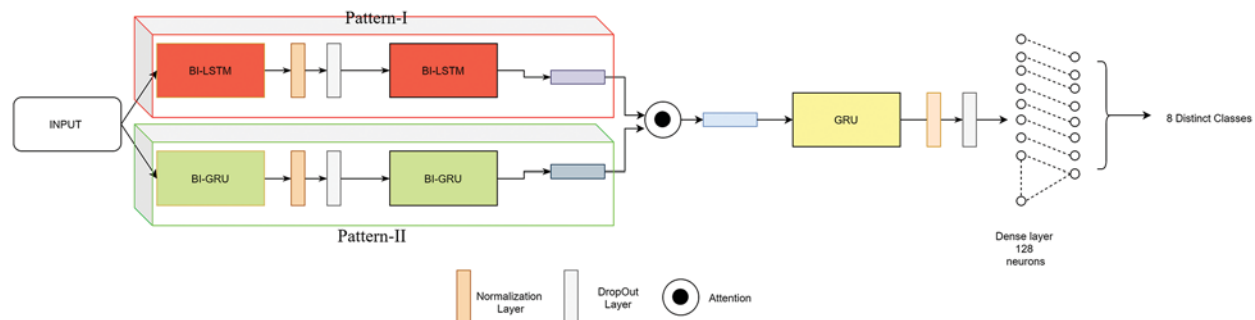 Pattern-I
BI-LSTM
BI-LSTM
INPUT
GRU
8 Distinct Classes
BI-GRU
BI-GRU
Pattern-II
Dense layer
128
neurons
Normalization
Layer
DropOut
Layer
Attention